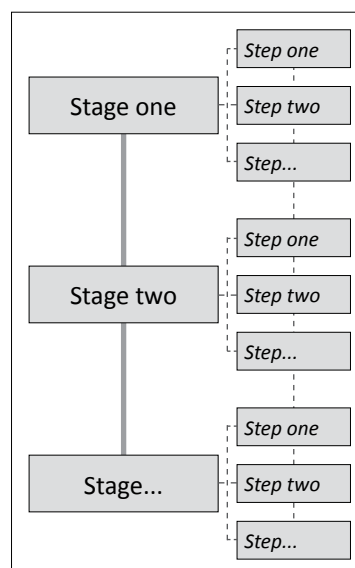 Stage one
Step one
Step two
Step...
Stage two
Step one
Step two
Step...
Stage...
Step one
Step two
Step...